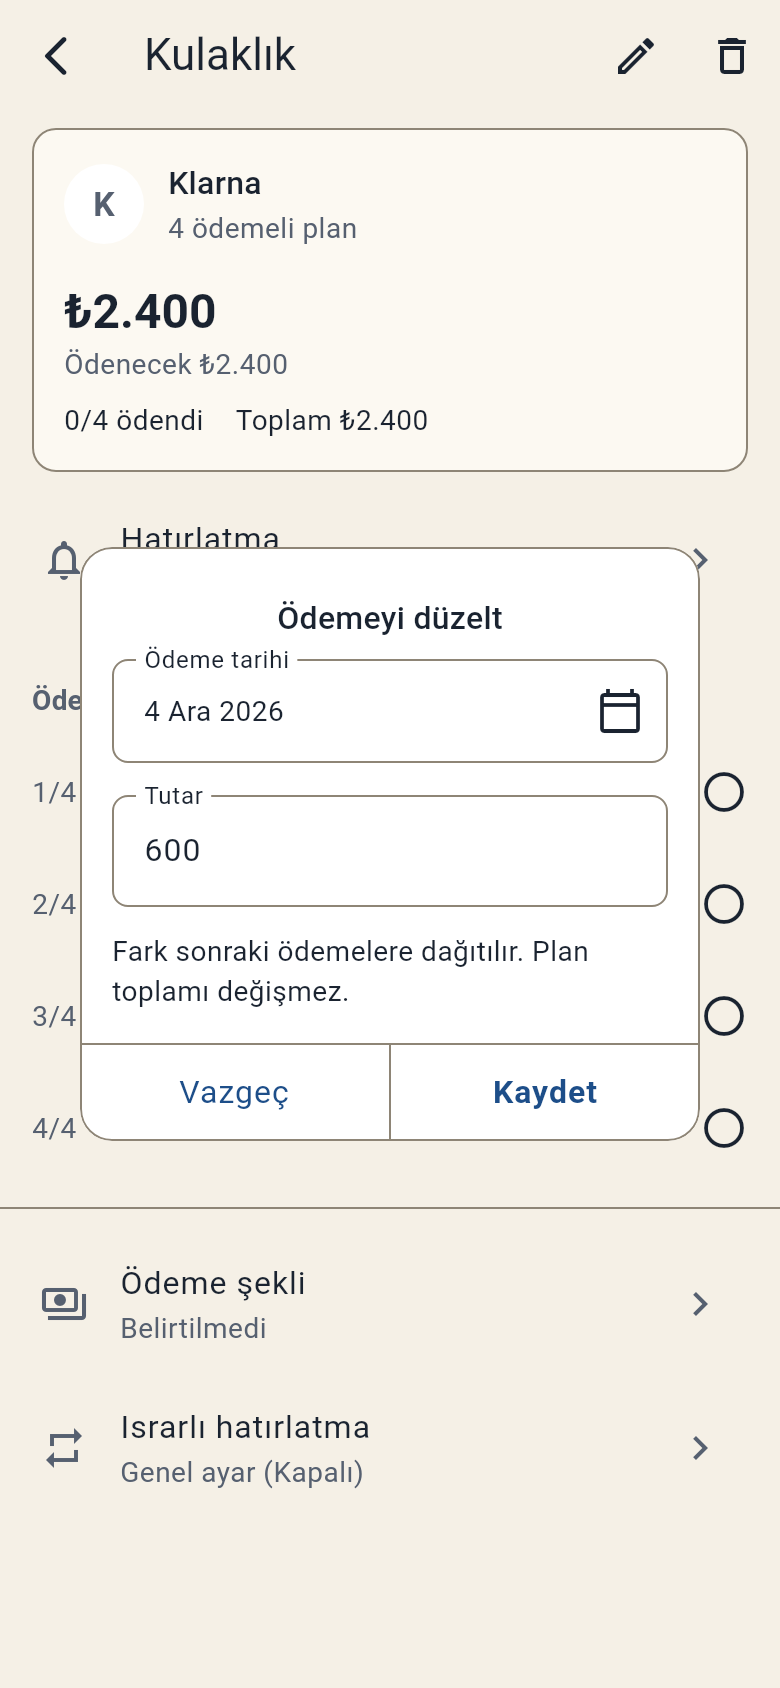 Kulaklık
K
Klarna
4 ödemeli plan
₺2.400
Ödenecek ₺2.400
0/4 ödendi Toplam ₺2.400
Hatırlatma
Ödemeyi düzelt
Ödeme tarihi
4 Ara 2026
Tutar
600
Fark sonraki ödemelere dağıtılır. Plan
toplamı değişmez.
Vazgeç Kaydet
1/4
2/4
3/4
4/4
Ödeme şekli
Belirtilmedi
Israrlı hatırlatma
Genel ayar (Kapalı)